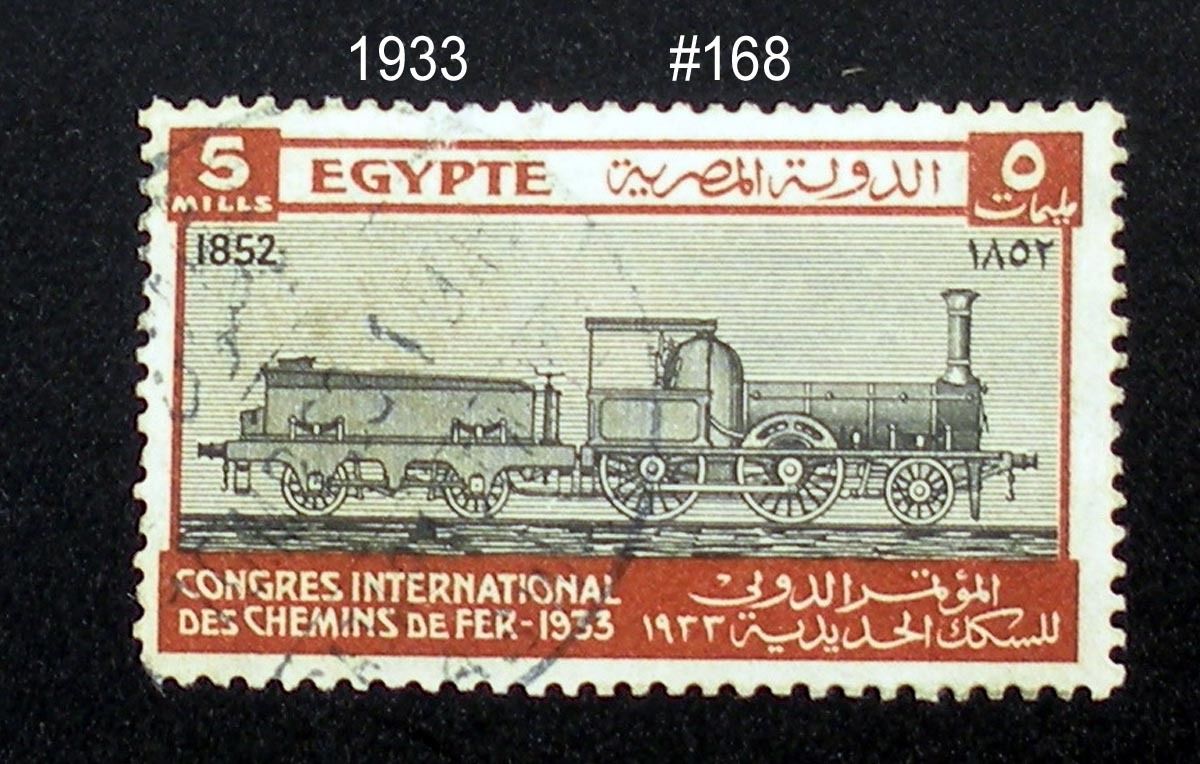 1933 #168
5 EGYPTE الدولة المصرية ٥
MILLS مليمات
1852 ١٨٥٢
CONGRES INTERNATIONAL المؤتمر الدولى
DES CHEMINS DE FER-1933 للسكك الحديدية ١٩٣٣